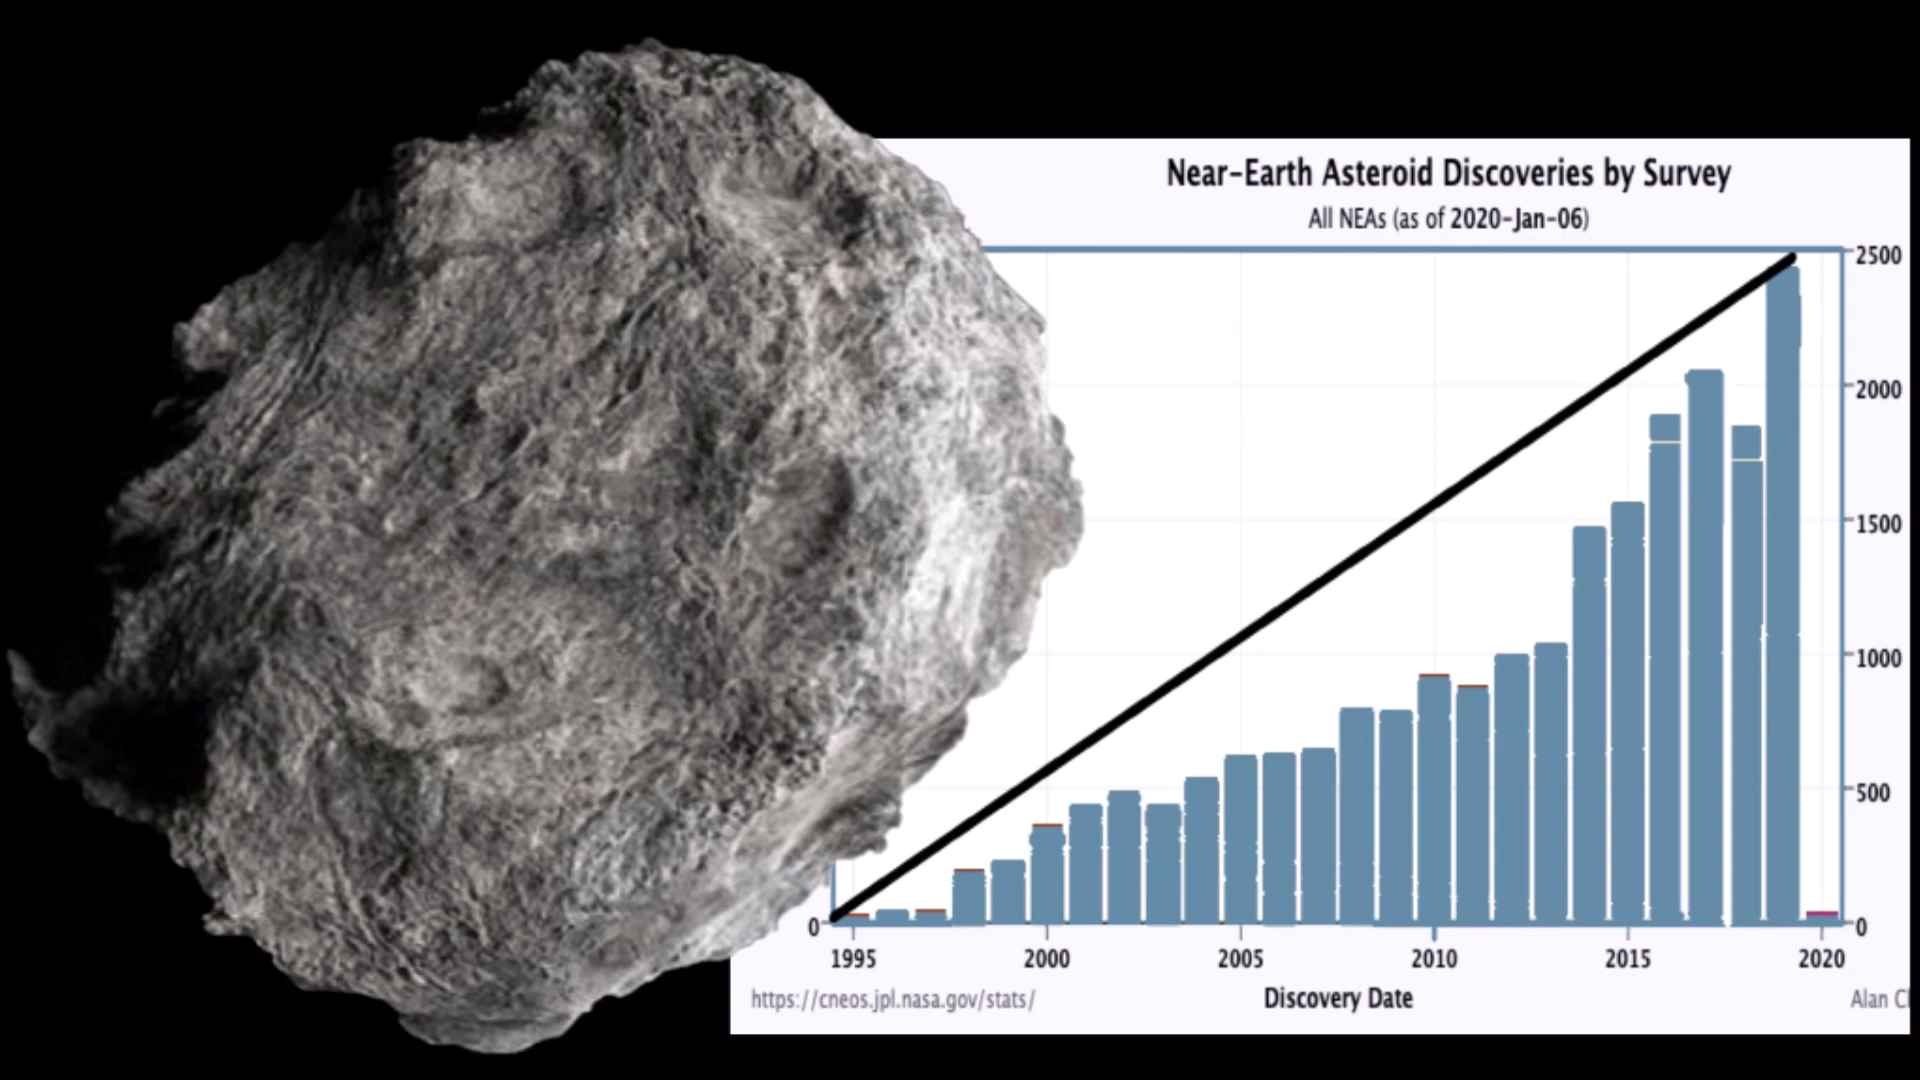 Near-Earth Asteroid Discoveries by Survey
All NEAs (as of 2020-Jan-06)
2500
2000
1500
1000
500
0
0
1995 2000 2005 2010 2015 2020
https://cneos.jpl.nasa.gov/stats/ Discovery Date Alan